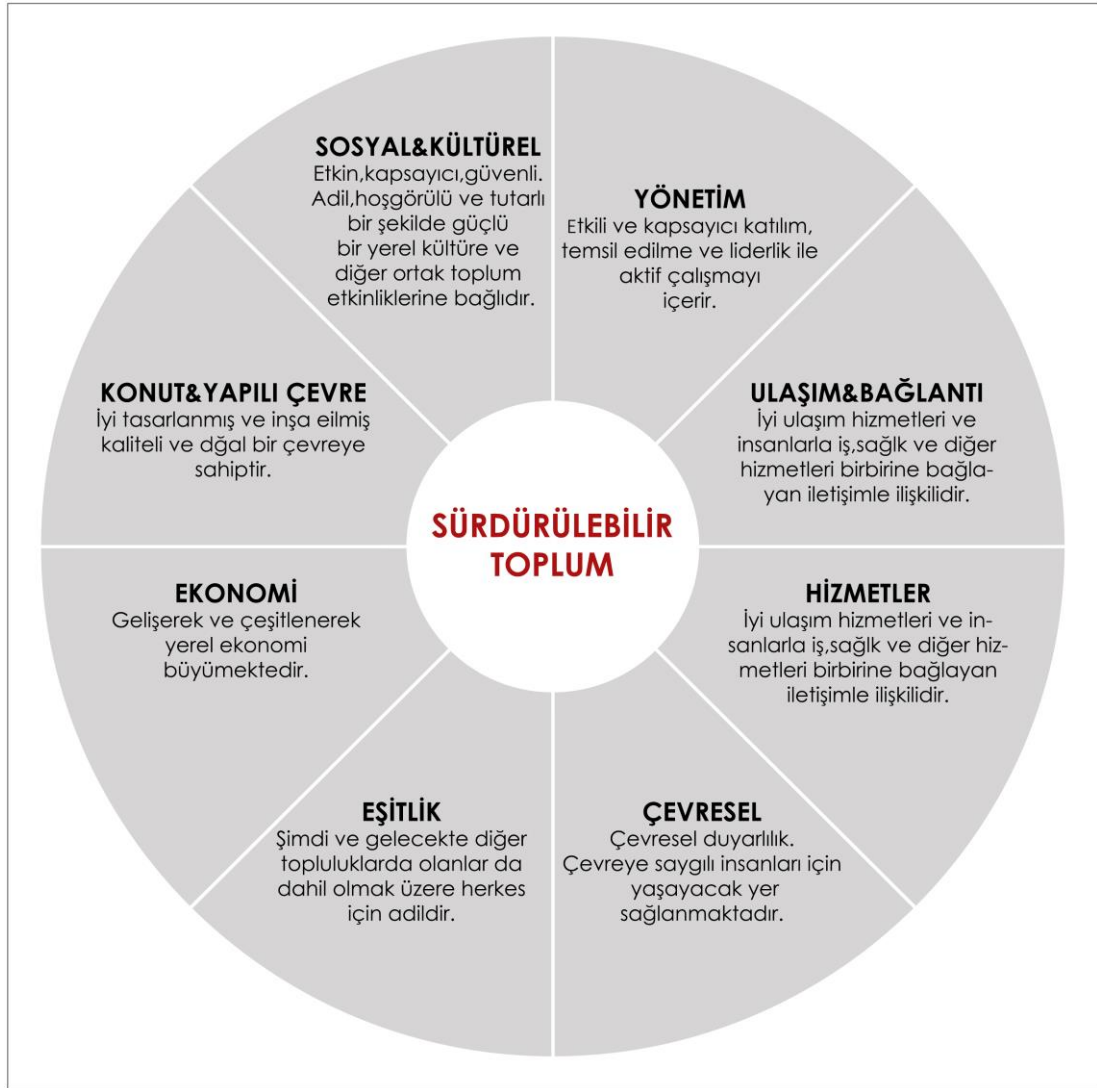 SOSYAL&KÜLTÜREL
Etkin,kapsayıcı,güvenli.
Adil,hoşgörülü ve tutarlı
bir şekilde güçlü
bir yerel kültüre ve
diğer ortak toplum
etkinliklerine bağlıdır.
YÖNETİM
Etkili ve kapsayıcı katılım,
temsil edilme ve liderlik ile
aktif çalışmayı
içerir.
KONUT&YAPILI ÇEVRE
İyi tasarlanmış ve inşa eilmiş
kaliteli ve dğal bir çevreye
sahiptir.
ULAŞIM&BAĞLANTI
İyi ulaşım hizmetleri ve
insanlarla iş,sağlk ve diğer
hizmetleri birbirine bağla-
yan iletişimle ilişkilidir.
SÜRDÜRÜLEBİLİR
TOPLUM
EKONOMİ
Gelişerek ve çeşitlenerek
yerel ekonomi
büyümektedir.
HİZMETLER
İyi ulaşım hizmetleri ve in-
sanlarla iş,sağlk ve diğer hiz-
metleri birbirine bağlayan
iletişimle ilişkilidir.
EŞİTLİK
Şimdi ve gelecekte diğer
topluluklarda olanlar da
dahil olmak üzere herkes
için adildir.
ÇEVRESEL
Çevresel duyarlılık.
Çevreye saygılı insanları için
yaşayacak yer
sağlanmaktadır.